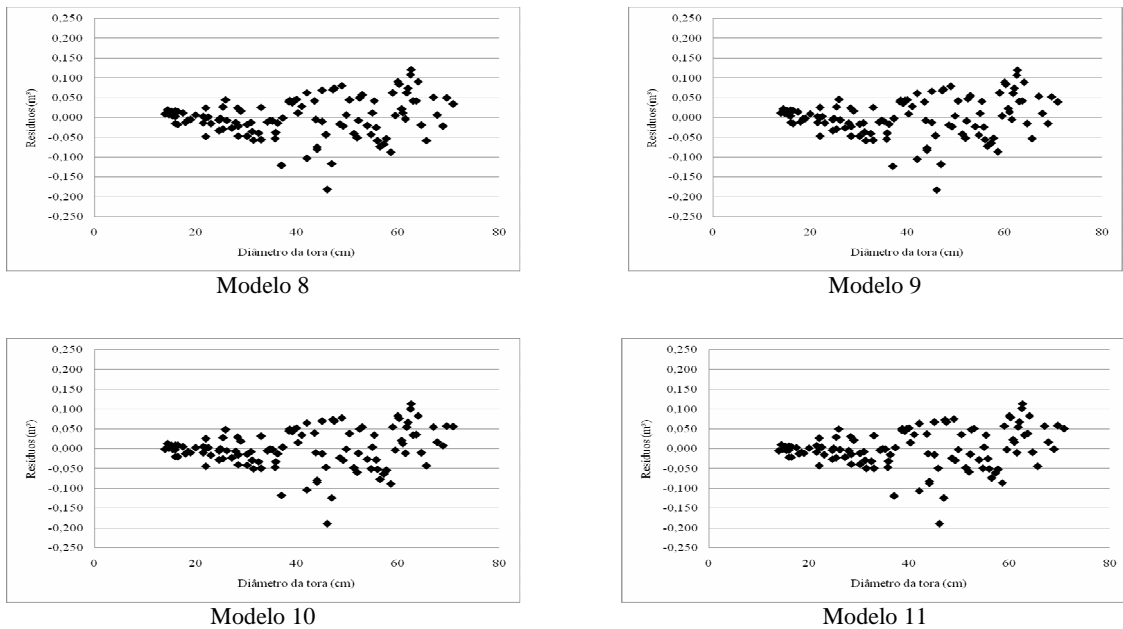 0,250
0,200
0,150
0,100
0,050
0,000
-0,050
-0,100
-0,150
-0,200
-0,250
Resíduos (m³)
0 20 40 60 80
Diâmetro da tora (cm)
Modelo 8
0,250
0,200
0,150
0,100
0,050
0,000
-0,050
-0,100
-0,150
-0,200
-0,250
Resíduos (m³)
0 20 40 60 80
Diâmetro da tora (cm)
Modelo 9
0,250
0,200
0,150
0,100
0,050
0,000
-0,050
-0,100
-0,150
-0,200
-0,250
Resíduos (m³)
0 20 40 60 80
Diâmetro da tora (cm)
Modelo 10
0,250
0,200
0,150
0,100
0,050
0,000
-0,050
-0,100
-0,150
-0,200
-0,250
Resíduos (m³)
0 20 40 60 80
Diâmetro da tora (cm)
Modelo 11